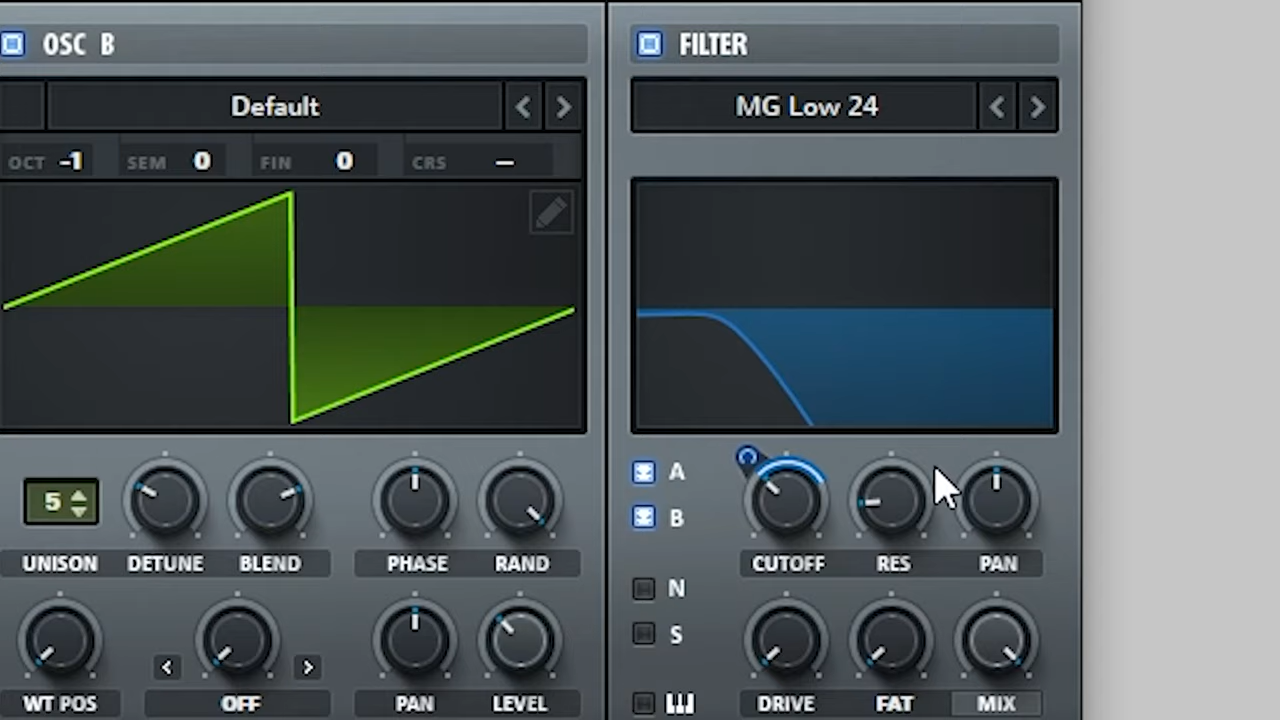 OSC B
FILTER
Default
MG Low 24
OCT -1 SEM 0 FIN 0 CRS –
A
5
B
UNISON DETUNE BLEND PHASE RAND
CUTOFF RES PAN
N
S
WT POS OFF PAN LEVEL
DRIVE FAT MIX